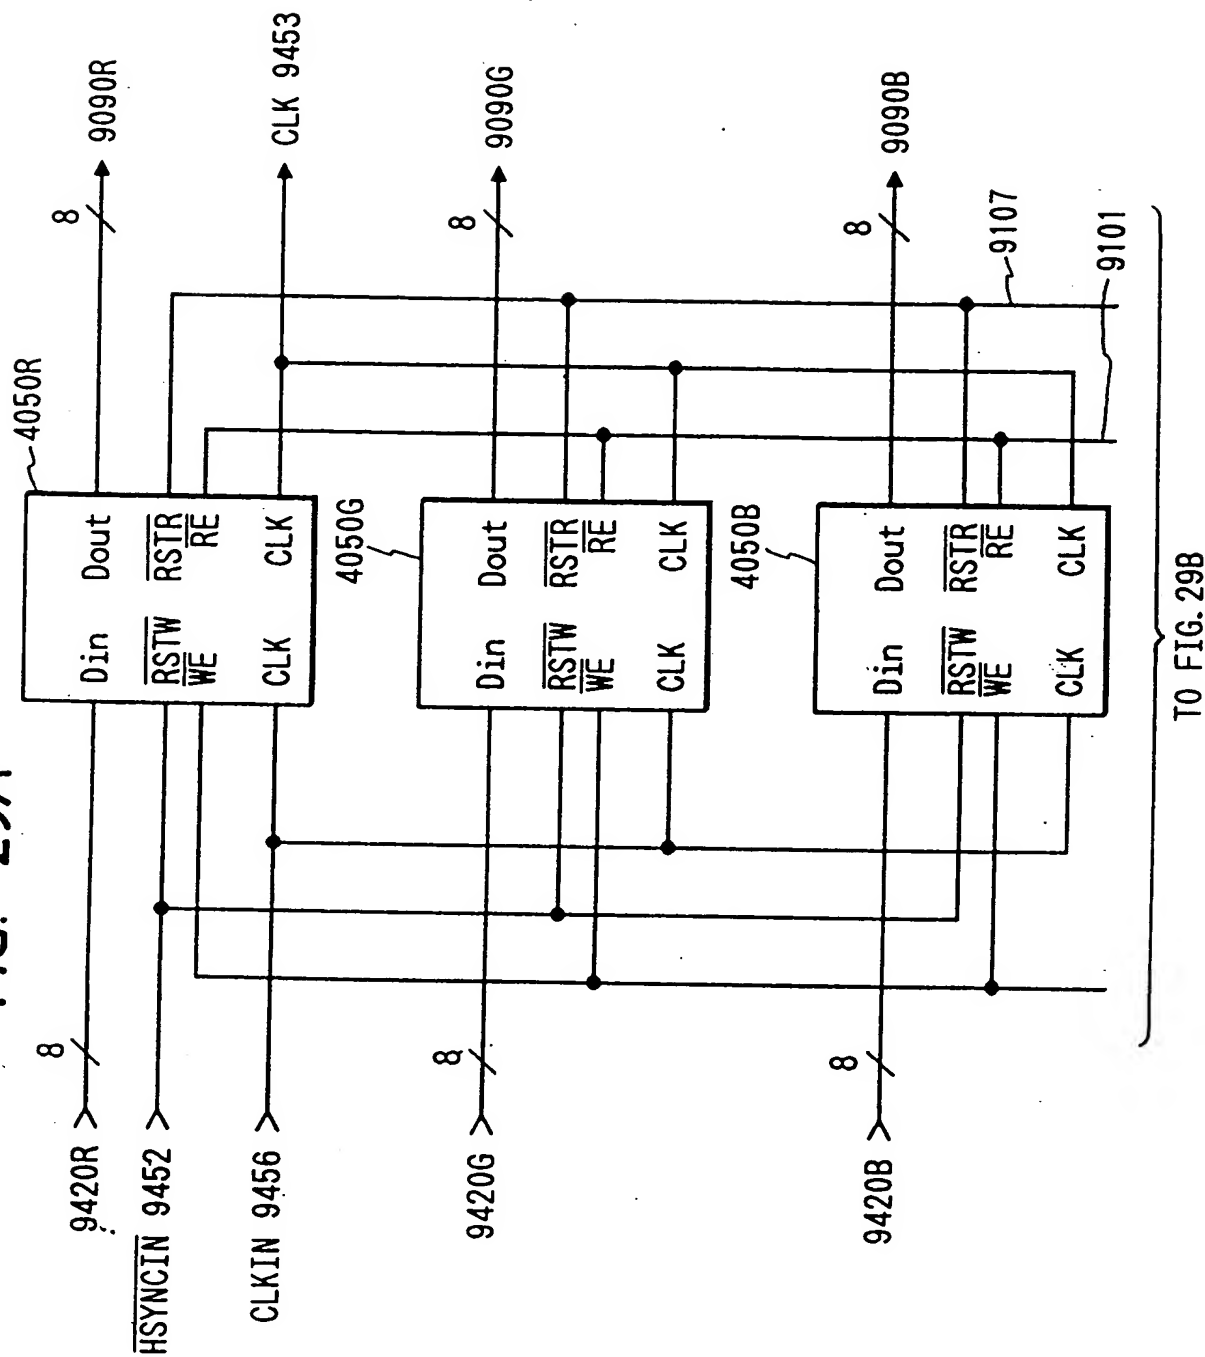 FIG. 29A
9420R
HSYNCIN 9452
CLKIN 9456
8
4050R
Din Dout
RSTW RSTR
WE RE
CLK CLK
8
9090R
CLK 9453
9420G
8
4050G
Din Dout
RSTW RSTR
WE RE
CLK CLK
8
9090G
9420B
8
4050B
Din Dout
RSTW RSTR
WE RE
CLK CLK
8
9090B
9107
9101
TO FIG. 29B